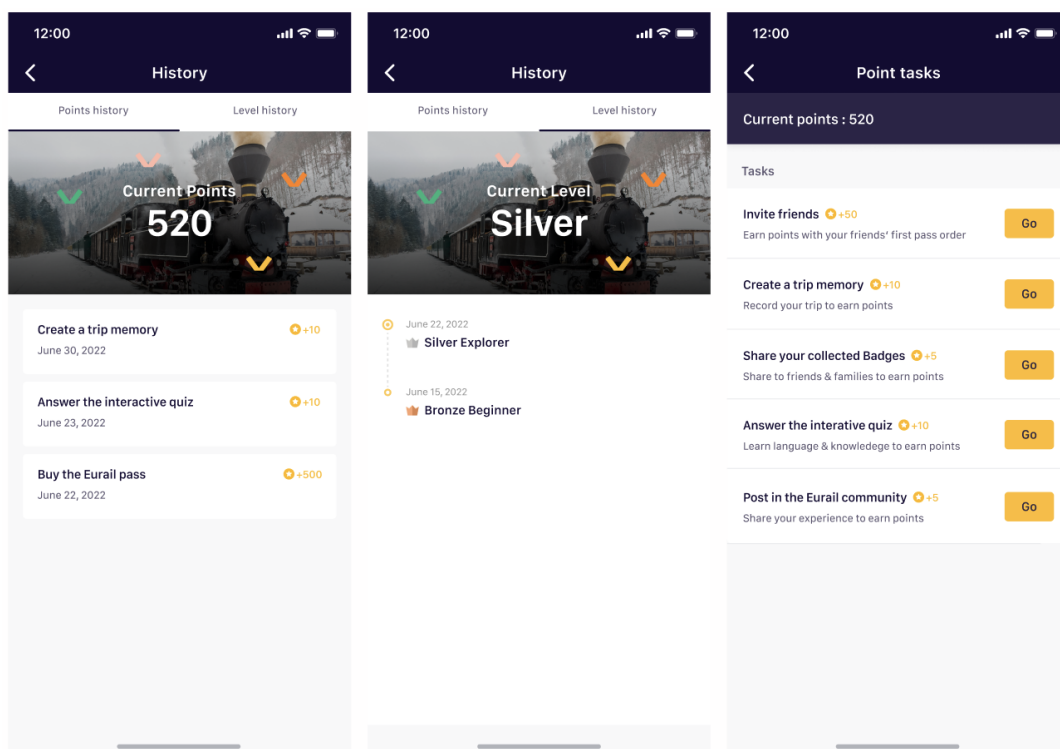 12:00
History
Points history
Level history
Current Points
520
Create a trip memory
+10
June 30, 2022
Answer the interactive quiz
+10
June 23, 2022
Buy the Eurail pass
+500
June 22, 2022
12:00
History
Points history
Level history
Current Level
Silver
June 22, 2022
Silver Explorer
June 15, 2022
Bronze Beginner
12:00
Point tasks
Current points : 520
Tasks
Invite friends +50
Earn points with your friends' first pass order
Go
Create a trip memory +10
Record your trip to earn points
Go
Share your collected Badges +5
Share to friends & families to earn points
Go
Answer the interative quiz +10
Learn language & knowledege to earn points
Go
Post in the Eurail community +5
Share your experience to earn points
Go